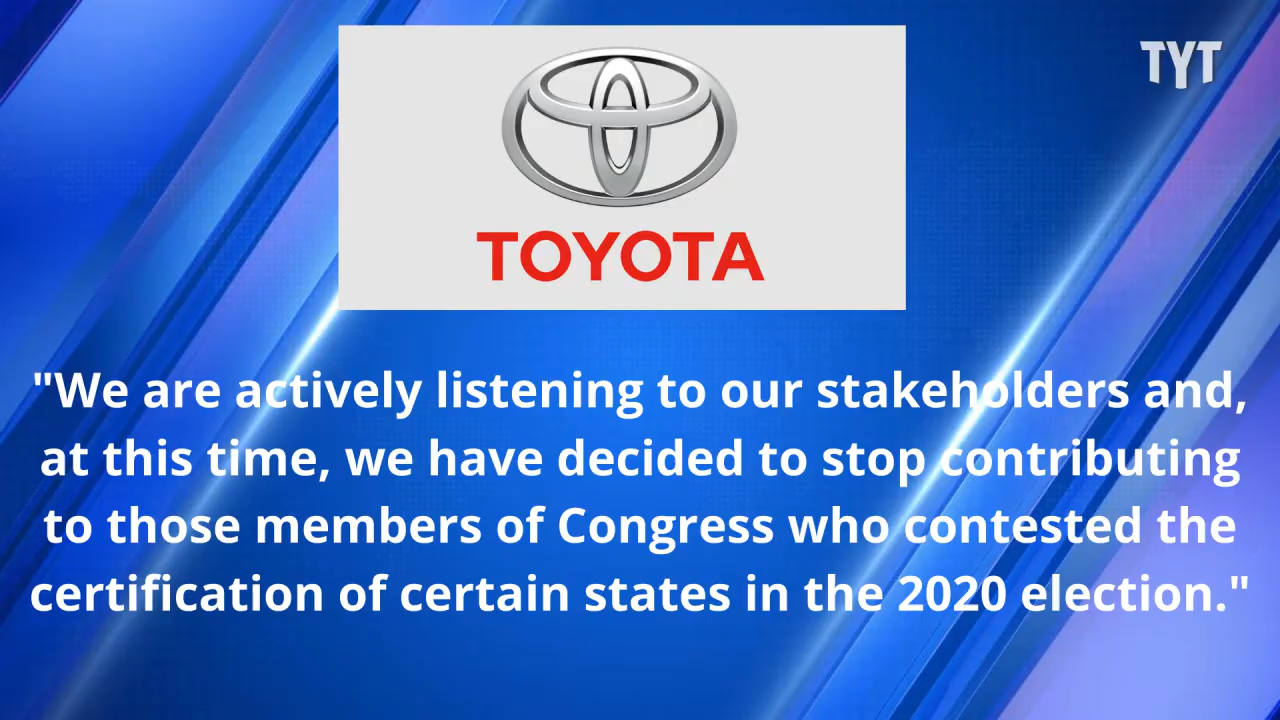 TYT
TOYOTA
"We are actively listening to our stakeholders and,
at this time, we have decided to stop contributing
to those members of Congress who contested the
certification of certain states in the 2020 election."